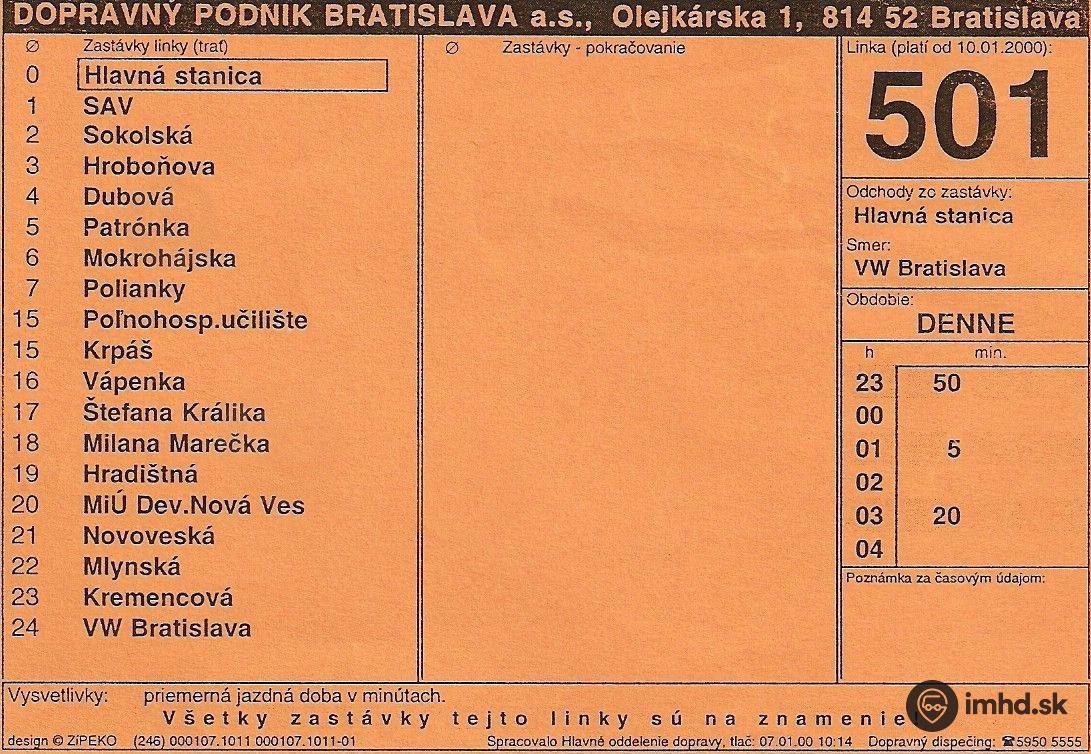 DOPRAVNÝ PODNIK BRATISLAVA a.s., Olejkárska 1, 814 52 Bratislava
∅ Zastávky linky (trať)
0 Hlavná stanica
1 SAV
2 Sokolská
3 Hroboňova
4 Dubová
5 Patrónka
6 Mokrohájska
7 Polianky
15 Poľnohosp.učilište
15 Krpáš
16 Vápenka
17 Štefana Králika
18 Milana Marečka
19 Hradištná
20 MiÚ Dev.Nová Ves
21 Novoveská
22 Mlynská
23 Kremencová
24 VW Bratislava
∅ Zastávky - pokračovanie
Linka (platí od 10.01.2000):
501
Odchody zo zastávky:
Hlavná stanica
Smer:
VW Bratislava
Obdobie:
DENNE
h min.
23 50
00
01 5
02
03 20
04
Poznámka za časovým údajom:
Vysvetlivky: priemerná jazdná doba v minútach.
Všetky zastávky tejto linky sú na znamenie!
design © ZiPEKO (246) 000107.1011 000107.1011-01 Spracovalo Hlavné oddelenie dopravy, tlač: 07.01.00 10:14 Dopravný dispečing: ☎5950 5555
imhd.sk